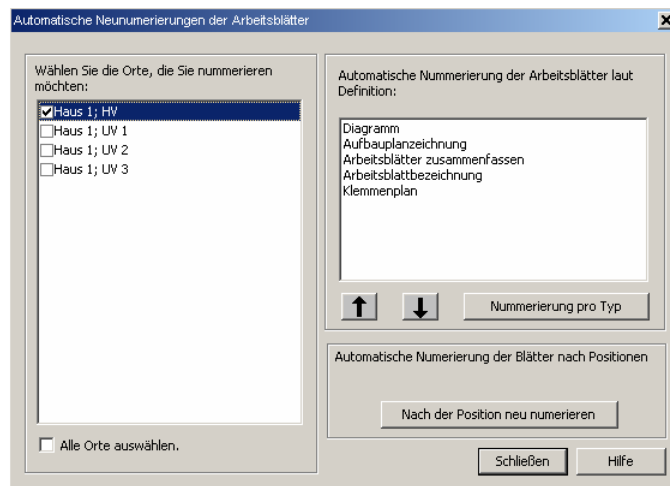 Automatische Neunumerierungen der Arbeitsblätter
Wählen Sie die Orte, die Sie nummerieren
möchten:
Haus 1; HV
Haus 1; UV 1
Haus 1; UV 2
Haus 1; UV 3
Alle Orte auswählen.
Automatische Nummerierung der Arbeitsblätter laut
Definition:
Diagramm
Aufbauplanzeichnung
Arbeitsblätter zusammenfassen
Arbeitsblattbezeichnung
Klemmenplan
Nummerierung pro Typ
Automatische Numerierung der Blätter nach Positionen
Nach der Position neu numerieren
Schließen
Hilfe